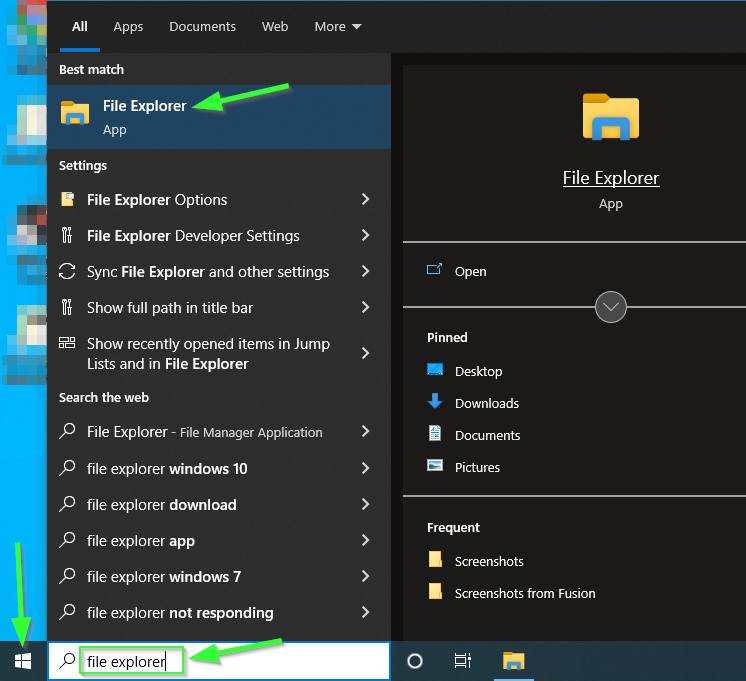 All Apps Documents Web More
Best match
File Explorer
App
Settings
File Explorer Options
File Explorer Developer Settings
Sync File Explorer and other settings
Show full path in title bar
Show recently opened items in Jump
Lists and in File Explorer
Search the web
File Explorer - File Manager Application
file explorer windows 10
file explorer download
file explorer app
file explorer windows 7
file explorer not responding
file explorer
File Explorer
App
Open
Pinned
Desktop
Downloads
Documents
Pictures
Frequent
Screenshots
Screenshots from Fusion